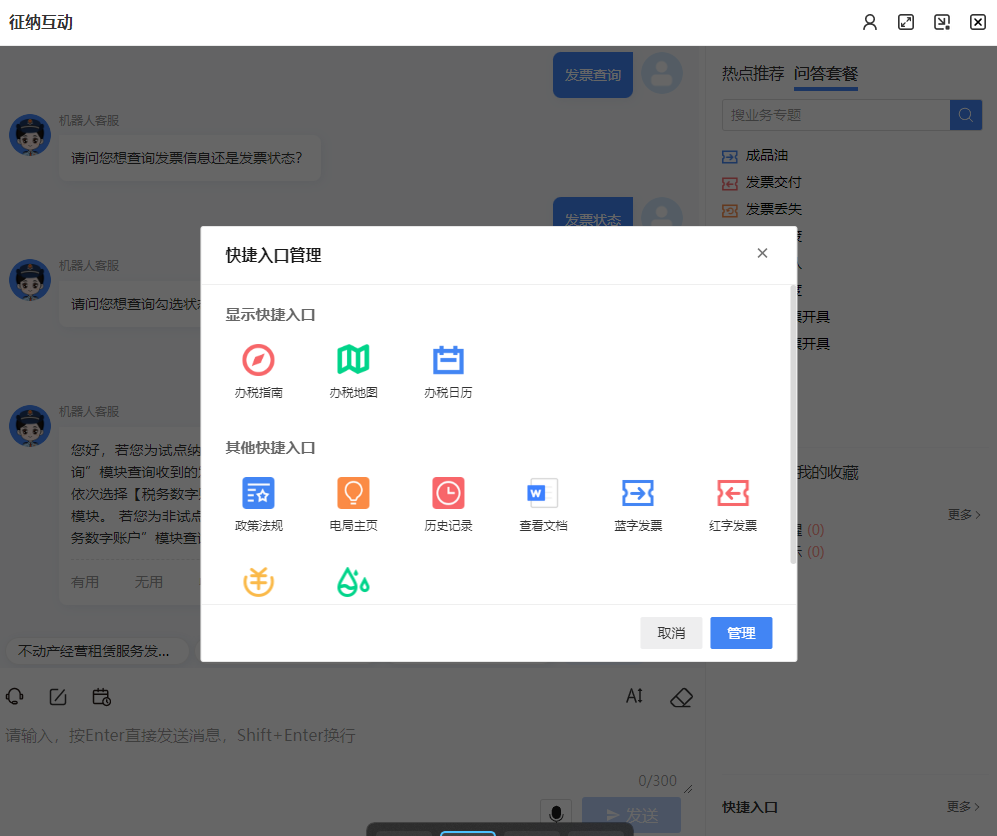 征纳互动
发票查询
机器人客服
请问您想查询发票信息还是发票状态?
发票状态
机器人客服
请问您想查询勾选状
机器人客服
您好，若您为试点纳
询”模块查询收到的
依次选择【税务数字
模块。若您为非试点
务数字账户”模块查
有用 无用
不动产经营租赁服务发...
请输入，按Enter直接发送消息，Shift+Enter换行
0/300
发送
热点推荐 问答套餐
搜业务专题
成品油
发票交付
发票丢失
票开具
票开具
我的收藏
更多
(0)
(0)
快捷入口
更多
快捷入口管理
显示快捷入口
办税指南 办税地图 办税日历
其他快捷入口
政策法规 电局主页 历史记录 查看文档 蓝字发票 红字发票
取消 管理